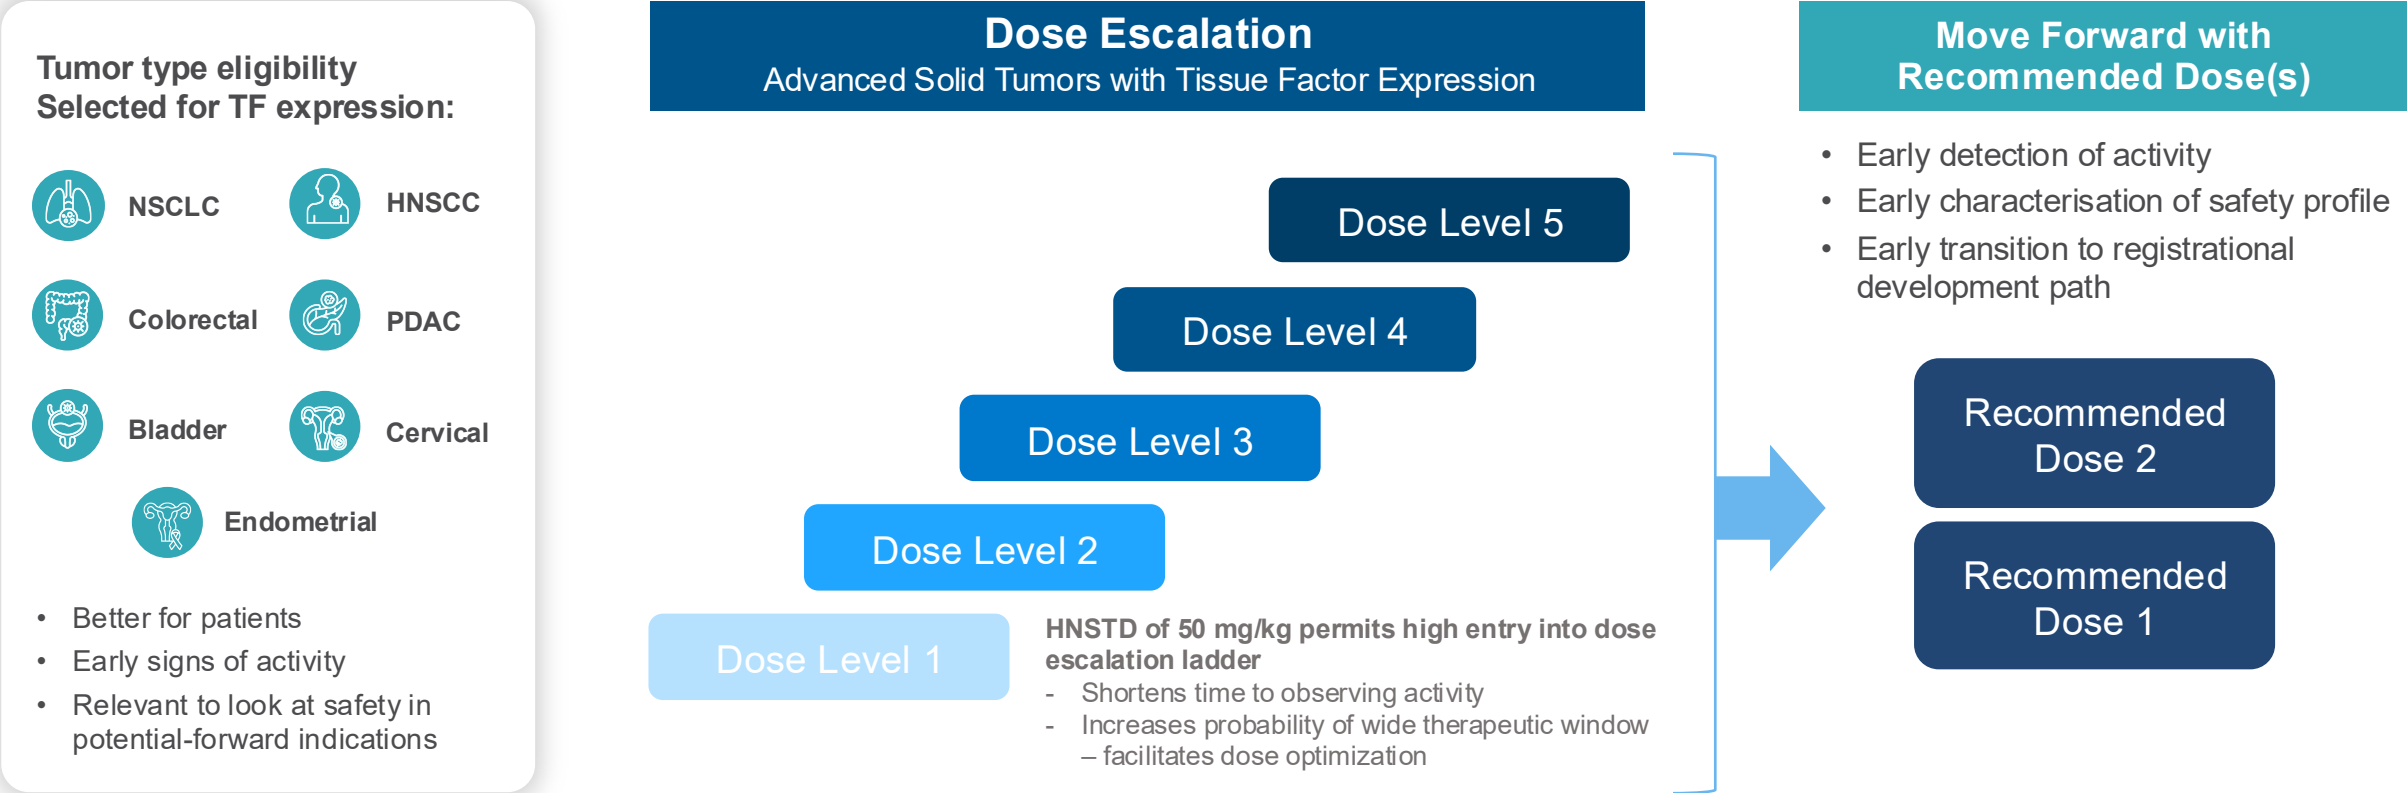 Tumor type eligibility
Selected for TF expression:
NSCLC
HNSCC
Colorectal
PDAC
Bladder
Cervical
Endometrial
• Better for patients
• Early signs of activity
• Relevant to look at safety in
potential-forward indications
Dose Escalation
Advanced Solid Tumors with Tissue Factor Expression
Dose Level 5
Dose Level 4
Dose Level 3
Dose Level 2
Dose Level 1
HNSTD of 50 mg/kg permits high entry into dose
escalation ladder
- Shortens time to observing activity
- Increases probability of wide therapeutic window
– facilitates dose optimization
Move Forward with
Recommended Dose(s)
• Early detection of activity
• Early characterisation of safety profile
• Early transition to registrational
development path
Recommended
Dose 2
Recommended
Dose 1